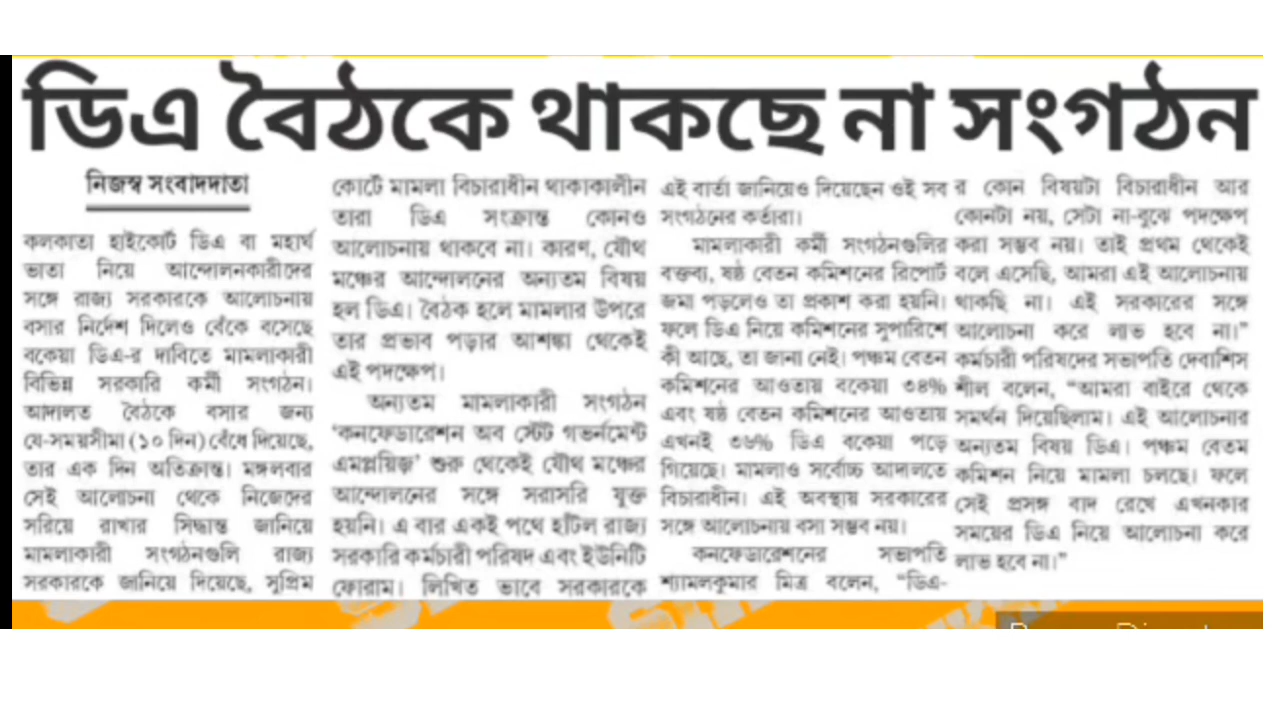 ডিএ বৈঠকে থাকছে না সংগঠন
নিজস্ব সংবাদদাতা
কলকাতা হাইকোর্ট ডিএ বা মহার্ঘ
ভাতা নিয়ে আন্দোলনকারীদের
সঙ্গে রাজ্য সরকারকে আলোচনায়
বসার নির্দেশ দিলেও বেঁকে বসেছে
বকেয়া ডিএ-র দাবিতে মামলাকারী
বিভিন্ন সরকারি কর্মী সংগঠন।
আদালত বৈঠকে বসার জন্য
যে-সময়সীমা (১০ দিন) বেঁধে দিয়েছে,
তার এক দিন অতিক্রান্ত। মঙ্গলবার
সেই আলোচনা থেকে নিজেদের
সরিয়ে রাখার সিদ্ধান্ত জানিয়ে
মামলাকারী সংগঠনগুলি রাজ্য
সরকারকে জানিয়ে দিয়েছে, সুপ্রিম
কোর্টে মামলা বিচারাধীন থাকাকালীন
তারা ডিএ সংক্রান্ত কোনও
আলোচনায় থাকবে না। কারণ, যৌথ
মঞ্চের আন্দোলনের অন্যতম বিষয়
হল ডিএ। বৈঠক হলে মামলার উপরে
তার প্রভাব পড়ার আশঙ্কা থেকেই
এই পদক্ষেপ।
অন্যতম মামলাকারী সংগঠন
‘কনফেডারেশন অব স্টেট গভর্নমেন্ট
এমপ্লয়িজ়’ শুরু থেকেই যৌথ মঞ্চের
আন্দোলনের সঙ্গে সরাসরি যুক্ত
হয়নি। এ বার একই পথে হাঁটল রাজ্য
সরকারি কর্মচারী পরিষদ এবং ইউনিটি
ফোরাম। লিখিত ভাবে সরকারকে
এই বার্তা জানিয়েও দিয়েছেন ওই সব
সংগঠনের কর্তারা।
মামলাকারী কর্মী সংগঠনগুলির
বক্তব্য, ষষ্ঠ বেতন কমিশনের রিপোর্ট
জমা পড়লেও তা প্রকাশ করা হয়নি।
ফলে ডিএ নিয়ে কমিশনের সুপারিশে
কী আছে, তা জানা নেই। পঞ্চম বেতন
কমিশনের আওতায় বকেয়া ৩৪%
এবং ষষ্ঠ বেতন কমিশনের আওতায়
এখনই ৩৬% ডিএ বকেয়া পড়ে
গিয়েছে। মামলাও সর্বোচ্চ আদালতে
বিচারাধীন। এই অবস্থায় সরকারের
সঙ্গে আলোচনায় বসা সম্ভব নয়।
কনফেডারেশনের সভাপতি
শ্যামলকুমার মিত্র বলেন, “ডিএ-
র কোন বিষয়টা বিচারাধীন আর
কোনটা নয়, সেটা না-বুঝে পদক্ষেপ
করা সম্ভব নয়। তাই প্রথম থেকেই
বলে এসেছি, আমরা এই আলোচনায়
থাকছি না। এই সরকারের সঙ্গে
আলোচনা করে লাভ হবে না।”
কর্মচারী পরিষদের সভাপতি দেবাশিস
শীল বলেন, “আমরা বাইরে থেকে
সমর্থন দিয়েছিলাম। এই আলোচনার
অন্যতম বিষয় ডিএ। পঞ্চম বেতম
কমিশন নিয়ে মামলা চলছে। ফলে
সেই প্রসঙ্গ বাদ রেখে এখনকার
সময়ের ডিএ নিয়ে আলোচনা করে
লাভ হবে না।”